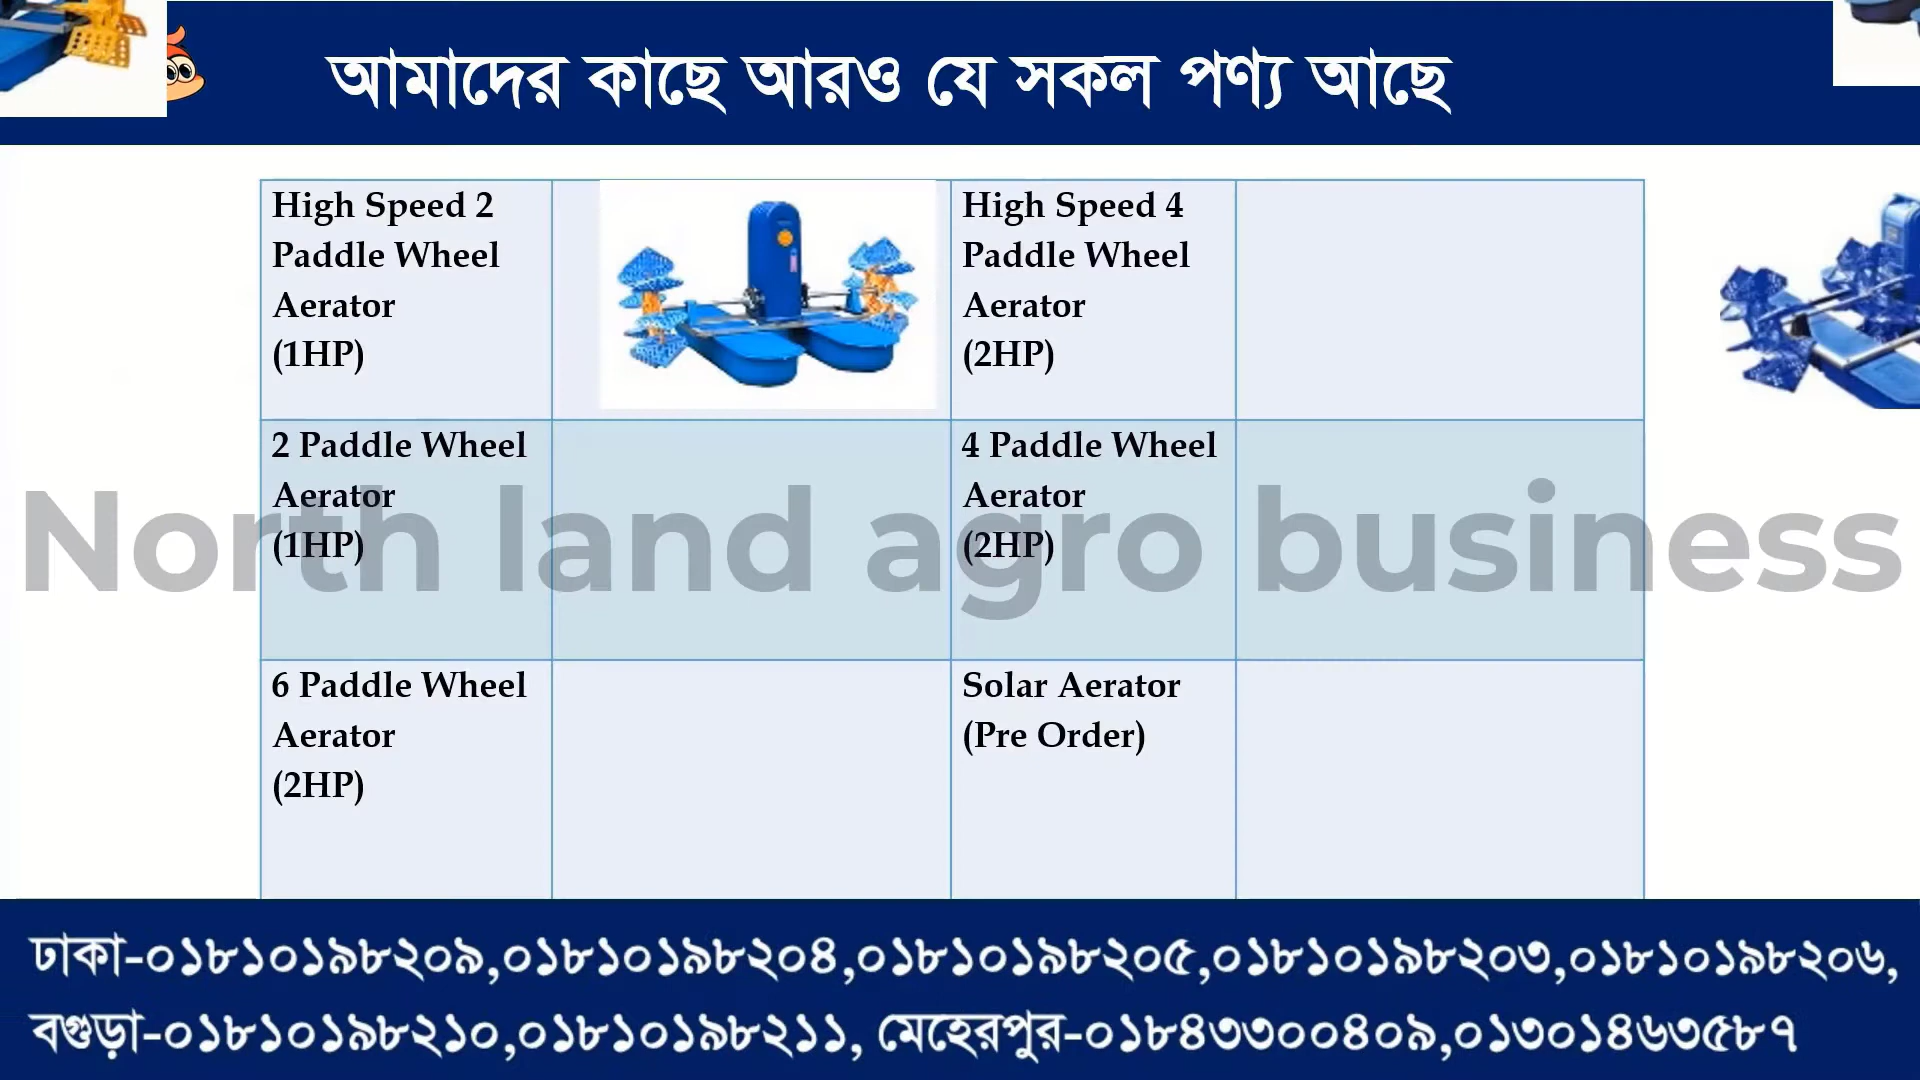 আমাদের কাছে আরও যে সকল পণ্য আছে
High Speed 2
Paddle Wheel
Aerator
(1HP)
High Speed 4
Paddle Wheel
Aerator
(2HP)
2 Paddle Wheel
Aerator
(1HP)
4 Paddle Wheel
Aerator
(2HP)
North land agro business
6 Paddle Wheel
Aerator
(2HP)
Solar Aerator
(Pre Order)
ঢাকা-০১৮১০১৯৮২০৯,০১৮১০১৯৮২০৪,০১৮১০১৯৮২০৫,০১৮১০১৯৮২০৩,০১৮১০১৯৮২০৬,
বগুড়া-০১৮১০১৯৮২১০,০১৮১০১৯৮২১১, মেহেরপুর-০১৮৪৩৩০০৪০৯,০১৩০১৪৬৩৫৮৭